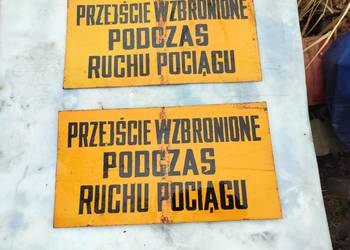 PRZEJŚCIE WZBRONIONE
PODCZAS
RUCHU POCIĄGU
PRZEJŚCIE WZBRONIONE
PODCZAS
RUCHU POCIĄGU